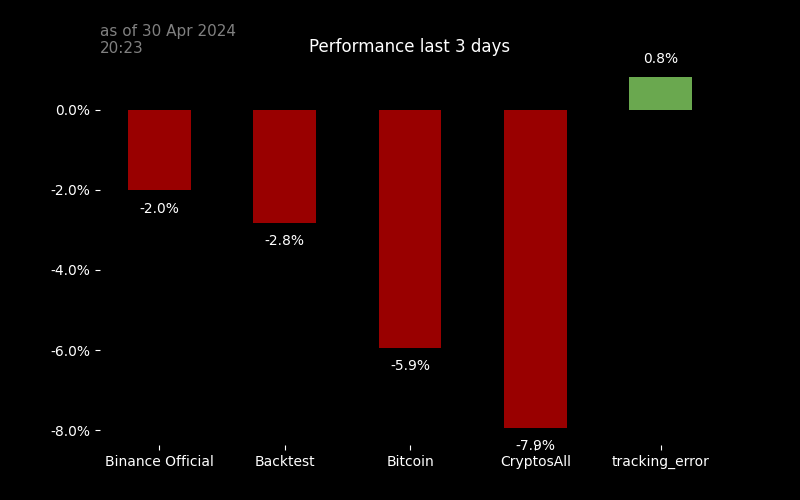 as of 30 Apr 2024
20:23
Performance last 3 days
0.8%
0.0%
-2.0%
-2.0%
-2.8%
-4.0%
-6.0%
-5.9%
-8.0%
-7.9%
Binance Official
Backtest
Bitcoin
CryptosAll
tracking_error